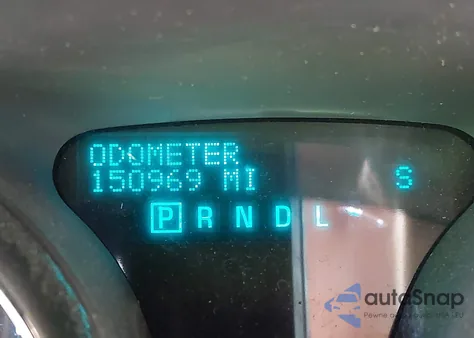 ODOMETER
150969 MI S
P R N D L
autoSnap